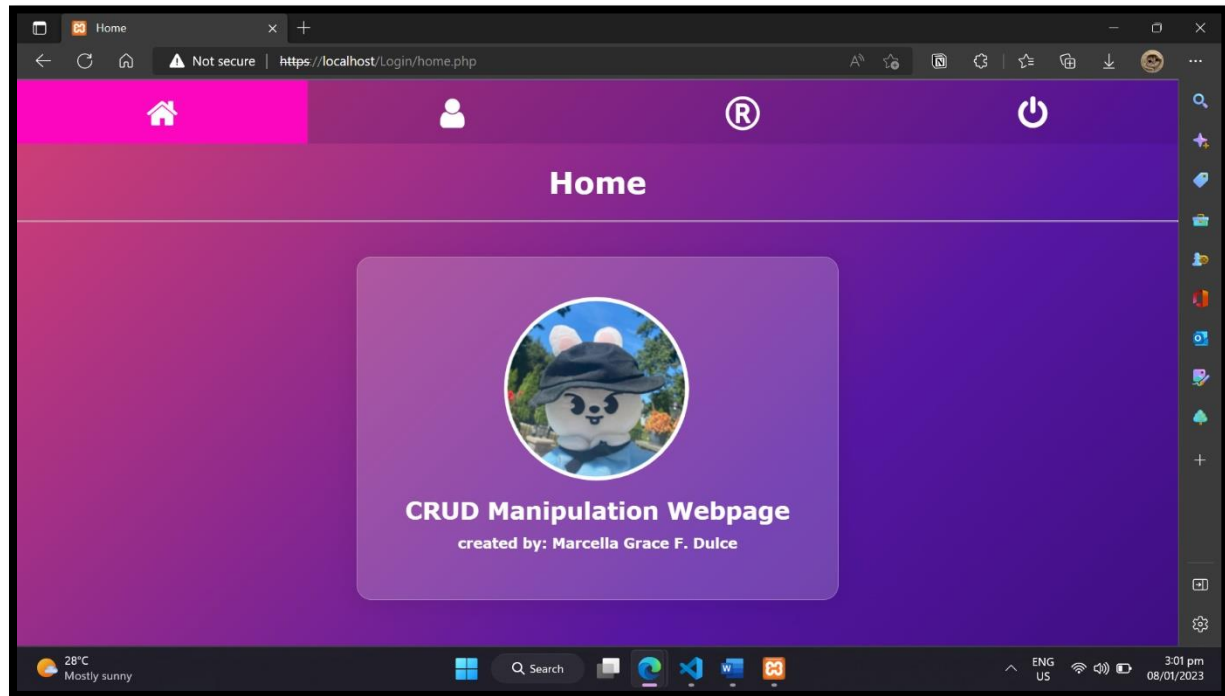 Home
Not secure
https://localhost/Login/home.php
®
Home
CRUD Manipulation Webpage
created by: Marcella Grace F. Dulce
28°C
Mostly sunny
Search
ENG
US
3:01 pm
08/01/2023